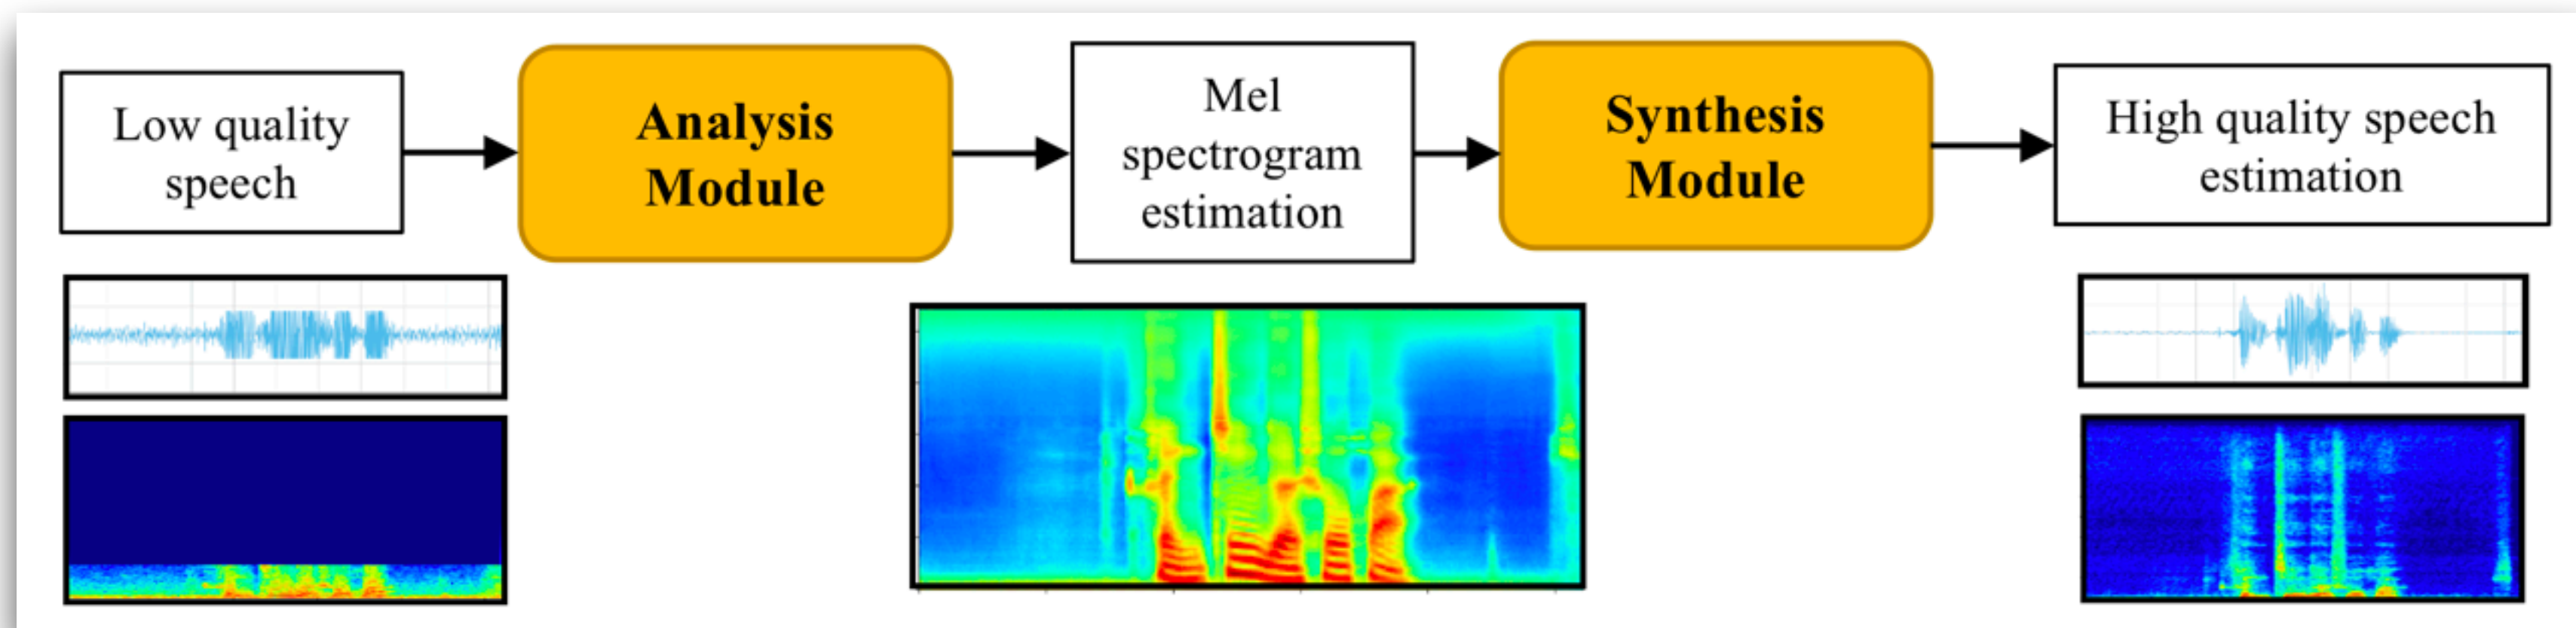 Low quality
speech
Analysis
Module
Mel
spectrogram
estimation
Synthesis
Module
High quality speech
estimation